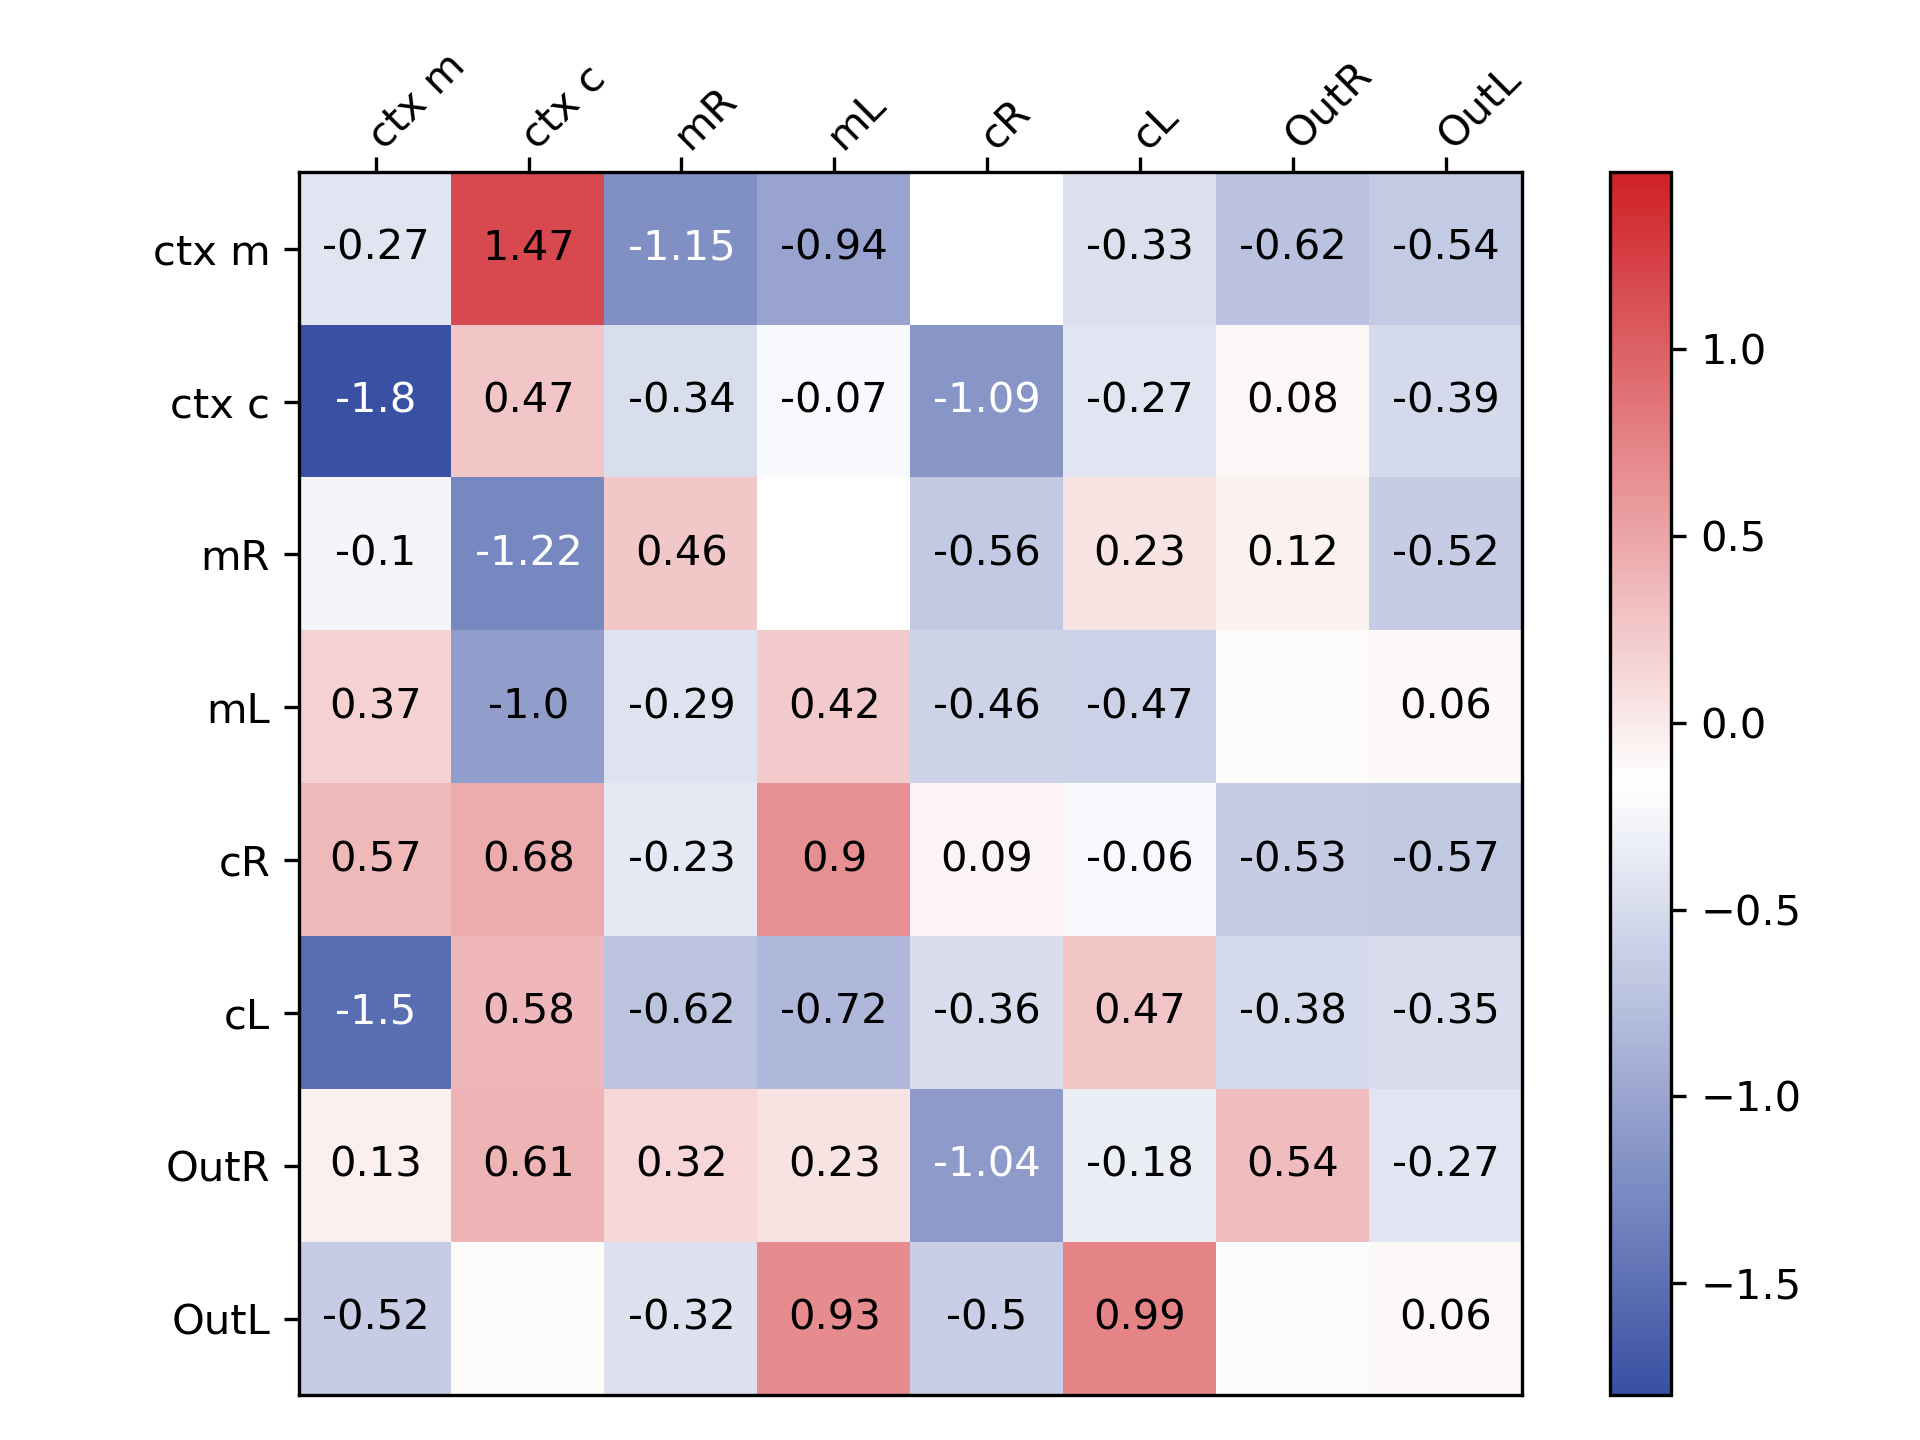 ctx m ctx c mR mL cR cL OutR OutL
ctx m -0.27 1.47 -1.15 -0.94 -0.33 -0.62 -0.54
ctx c -1.8 0.47 -0.34 -0.07 -1.09 -0.27 0.08 -0.39
mR -0.1 -1.22 0.46 -0.56 0.23 0.12 -0.52
mL 0.37 -1.0 -0.29 0.42 -0.46 -0.47 0.06
cR 0.57 0.68 -0.23 0.9 0.09 -0.06 -0.53 -0.57
cL -1.5 0.58 -0.62 -0.72 -0.36 0.47 -0.38 -0.35
OutR 0.13 0.61 0.32 0.23 -1.04 -0.18 0.54 -0.27
OutL -0.52 -0.32 0.93 -0.5 0.99 0.06
1.0
0.5
0.0
−0.5
−1.0
−1.5